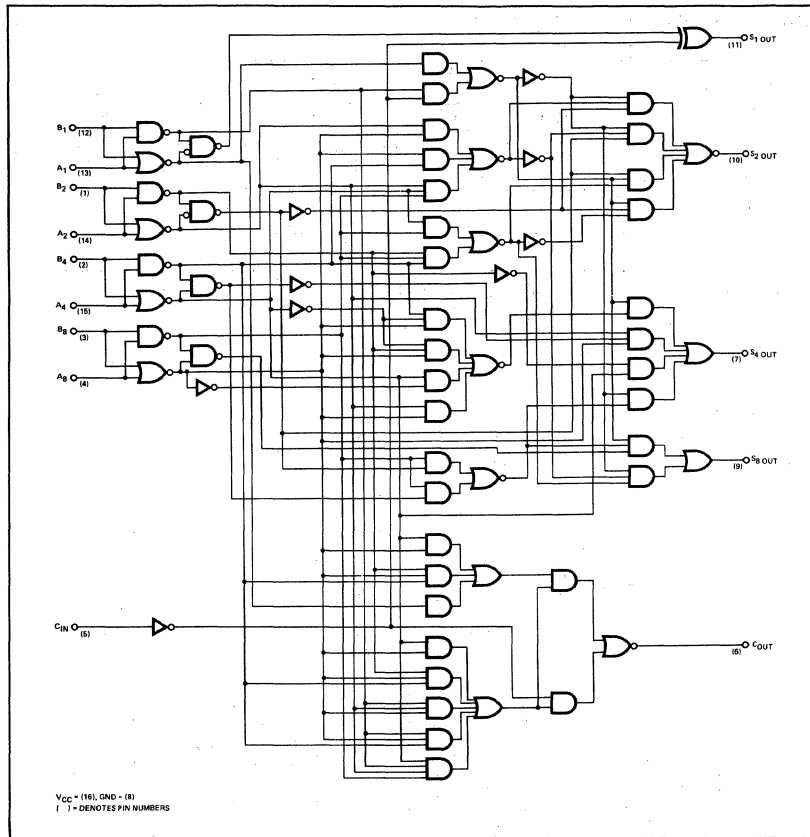 S1 OUT
(11)
B1
(12)
A1
(13)
S2 OUT
(10)
B2
(1)
A2
(14)
B4
(2)
A4
(15)
B8
(3)
S4 OUT
(7)
A8
(4)
S8 OUT
(9)
CIN
(5)
COUT
(6)
VCC = (16), GND = (8)
( ) = DENOTES PIN NUMBERS